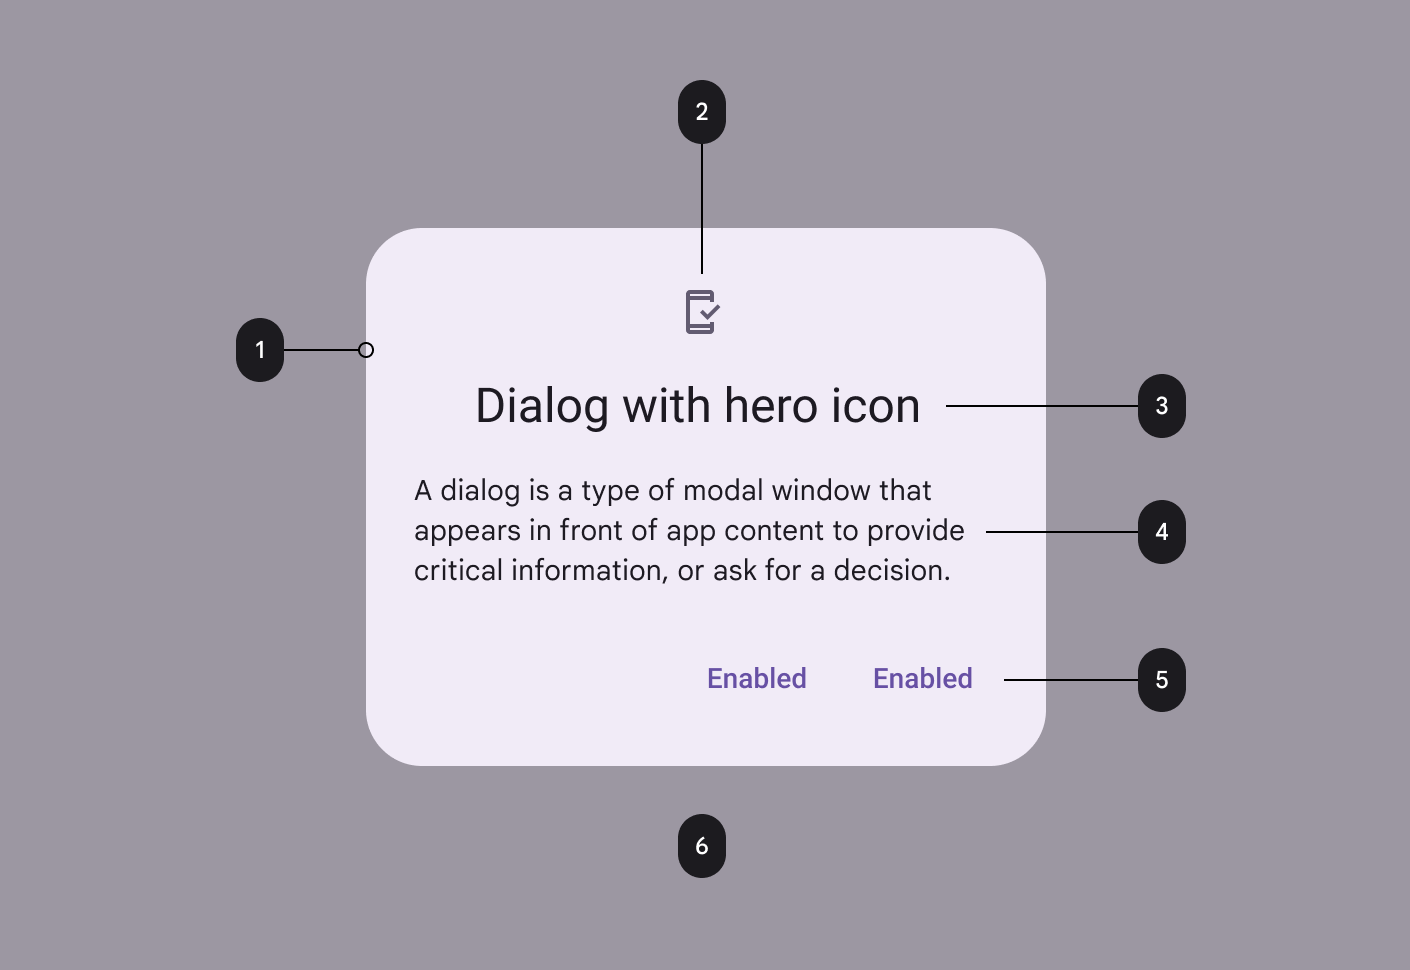 2
1
Dialog with hero icon
3
A dialog is a type of modal window that
appears in front of app content to provide
critical information, or ask for a decision.
4
Enabled Enabled
5
6